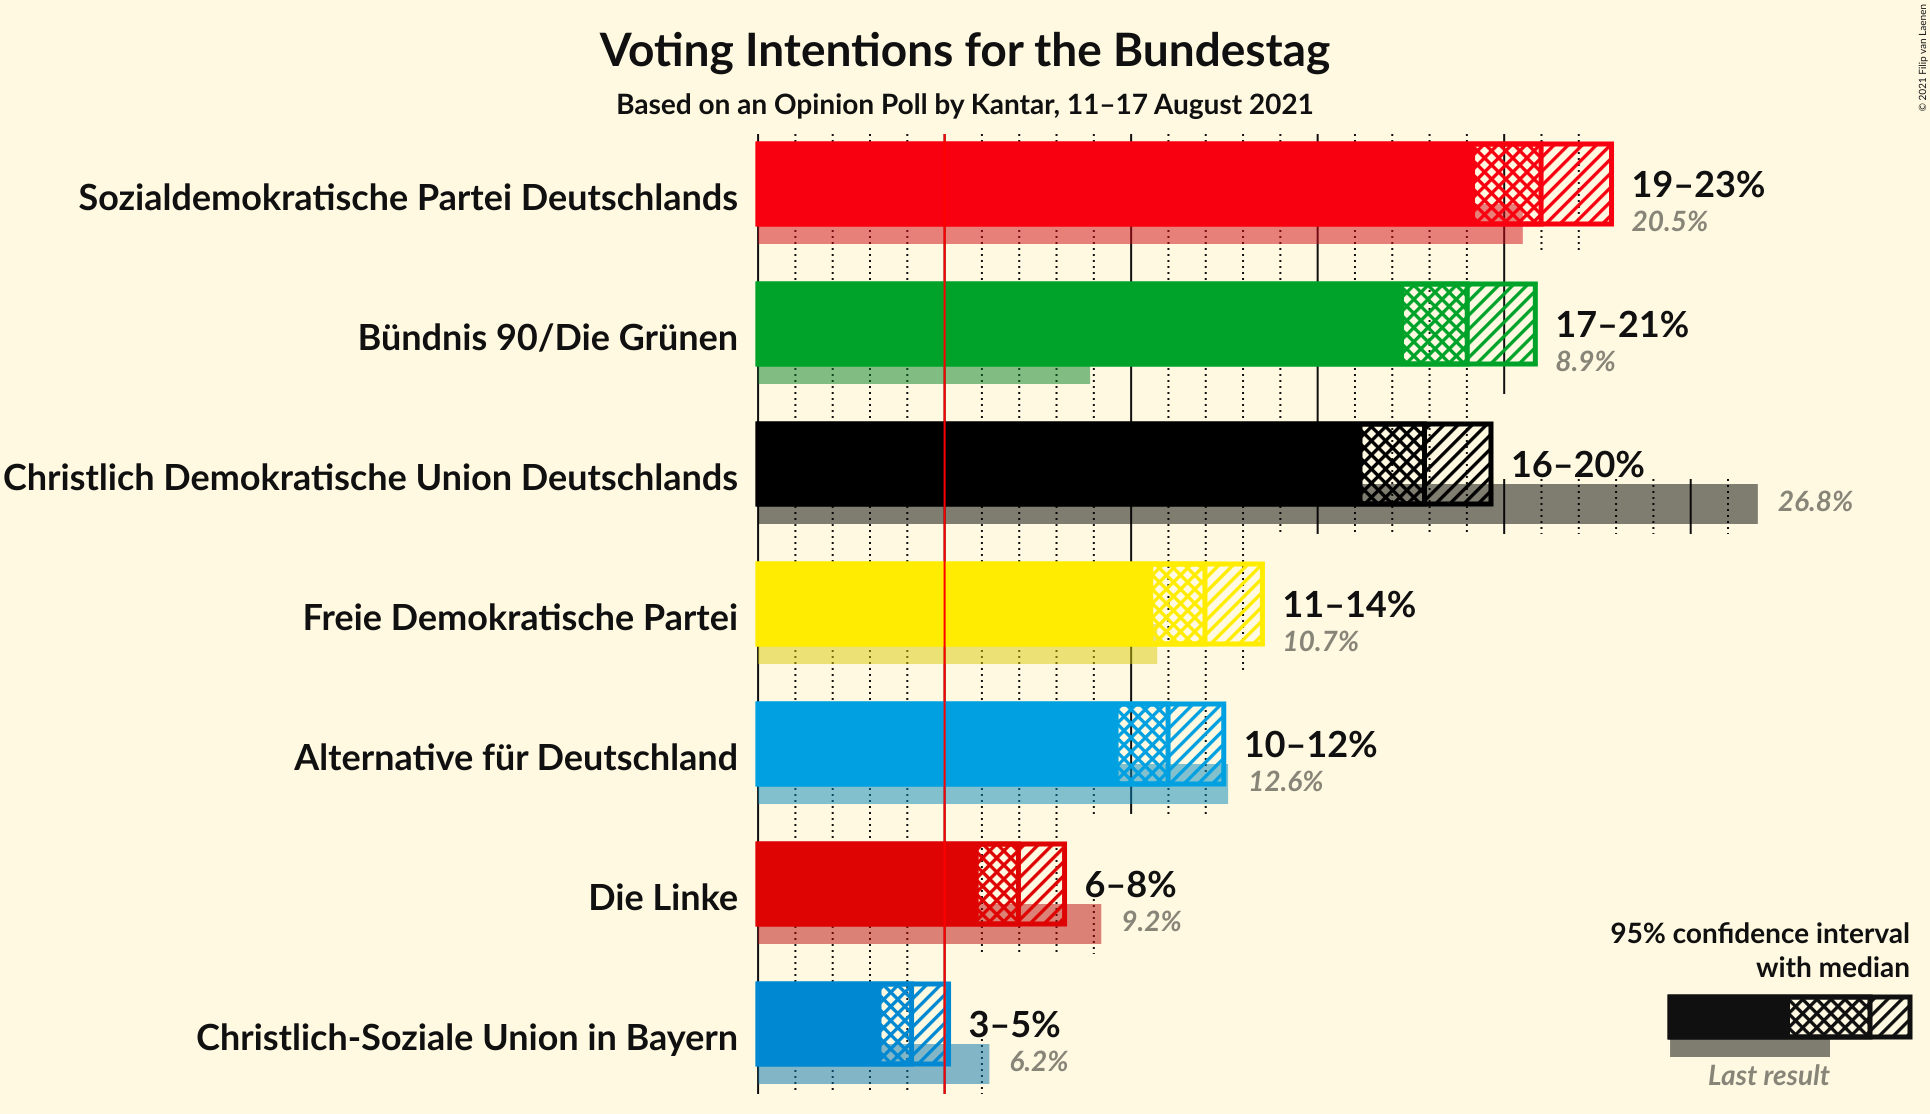 Voting Intentions for the Bundestag
Based on an Opinion Poll by Kantar, 11–17 August 2021
© 2021 Filip van Laenen
Sozialdemokratische Partei Deutschlands
19–23%
20.5%
Bündnis 90/Die Grünen
17–21%
8.9%
Christlich Demokratische Union Deutschlands
16–20%
26.8%
Freie Demokratische Partei
11–14%
10.7%
Alternative für Deutschland
10–12%
12.6%
Die Linke
6–8%
9.2%
Christlich-Soziale Union in Bayern
3–5%
6.2%
95% confidence interval
with median
Last result